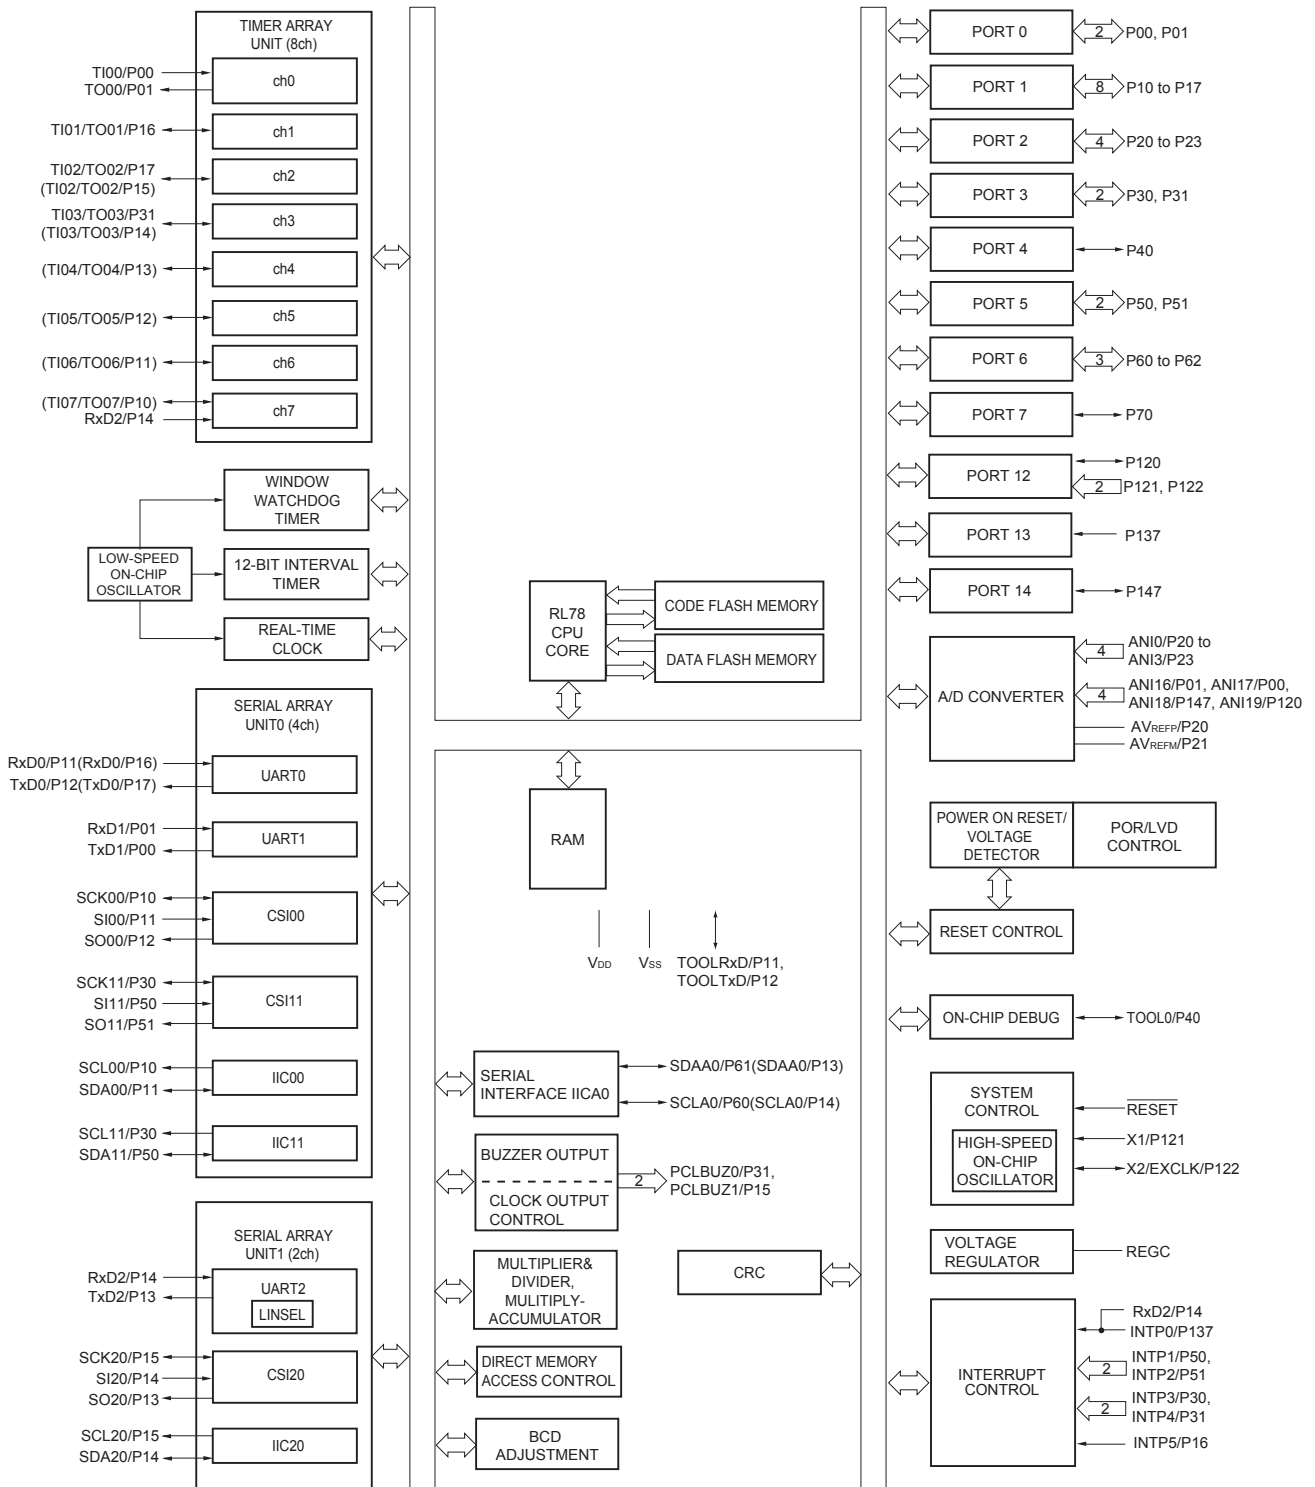 TIMER ARRAY
UNIT (8ch)
TI00/P00
TO00/P01
ch0
TI01/TO01/P16
ch1
TI02/TO02/P17
(TI02/TO02/P15)
ch2
TI03/TO03/P31
(TI03/TO03/P14)
ch3
(TI04/TO04/P13)
ch4
(TI05/TO05/P12)
ch5
(TI06/TO06/P11)
ch6
(TI07/TO07/P10)
RxD2/P14
ch7
WINDOW
WATCHDOG
TIMER
LOW-SPEED
ON-CHIP
OSCILLATOR
12-BIT INTERVAL
TIMER
REAL-TIME
CLOCK
SERIAL ARRAY
UNIT0 (4ch)
RxD0/P11(RxD0/P16)
TxD0/P12(TxD0/P17)
UART0
RxD1/P01
TxD1/P00
UART1
SCK00/P10
SI00/P11
SO00/P12
CSI00
SCK11/P30
SI11/P50
SO11/P51
CSI11
SCL00/P10
SDA00/P11
IIC00
SCL11/P30
SDA11/P50
IIC11
SERIAL ARRAY
UNIT1 (2ch)
RxD2/P14
TxD2/P13
UART2
LINSEL
SCK20/P15
SI20/P14
SO20/P13
CSI20
SCL20/P15
SDA20/P14
IIC20
RL78
CPU
CORE
CODE FLASH MEMORY
DATA FLASH MEMORY
RAM
VDD
VSS
TOOLRxD/P11,
TOOLTxD/P12
SERIAL
INTERFACE IICA0
SDAA0/P61(SDAA0/P13)
SCLA0/P60(SCLA0/P14)
BUZZER OUTPUT
CLOCK OUTPUT
CONTROL
2
PCLBUZ0/P31,
PCLBUZ1/P15
MULTIPLIER&
DIVIDER,
MULITIPLY-
ACCUMULATOR
CRC
DIRECT MEMORY
ACCESS CONTROL
BCD
ADJUSTMENT
PORT 0
2
P00, P01
PORT 1
8
P10 to P17
PORT 2
4
P20 to P23
PORT 3
2
P30, P31
PORT 4
P40
PORT 5
2
P50, P51
PORT 6
3
P60 to P62
PORT 7
P70
PORT 12
P120
2
P121, P122
PORT 13
P137
PORT 14
P147
A/D CONVERTER
4
ANI0/P20 to
ANI3/P23
4
ANI16/P01, ANI17/P00,
ANI18/P147, ANI19/P120
AVREFP/P20
AVREFM/P21
POWER ON RESET/
VOLTAGE
DETECTOR
POR/LVD
CONTROL
RESET CONTROL
ON-CHIP DEBUG
TOOL0/P40
SYSTEM
CONTROL
HIGH-SPEED
ON-CHIP
OSCILLATOR
RESET
X1/P121
X2/EXCLK/P122
VOLTAGE
REGULATOR
REGC
INTERRUPT
CONTROL
RxD2/P14
INTP0/P137
2
INTP1/P50,
INTP2/P51
2
INTP3/P30,
INTP4/P31
INTP5/P16